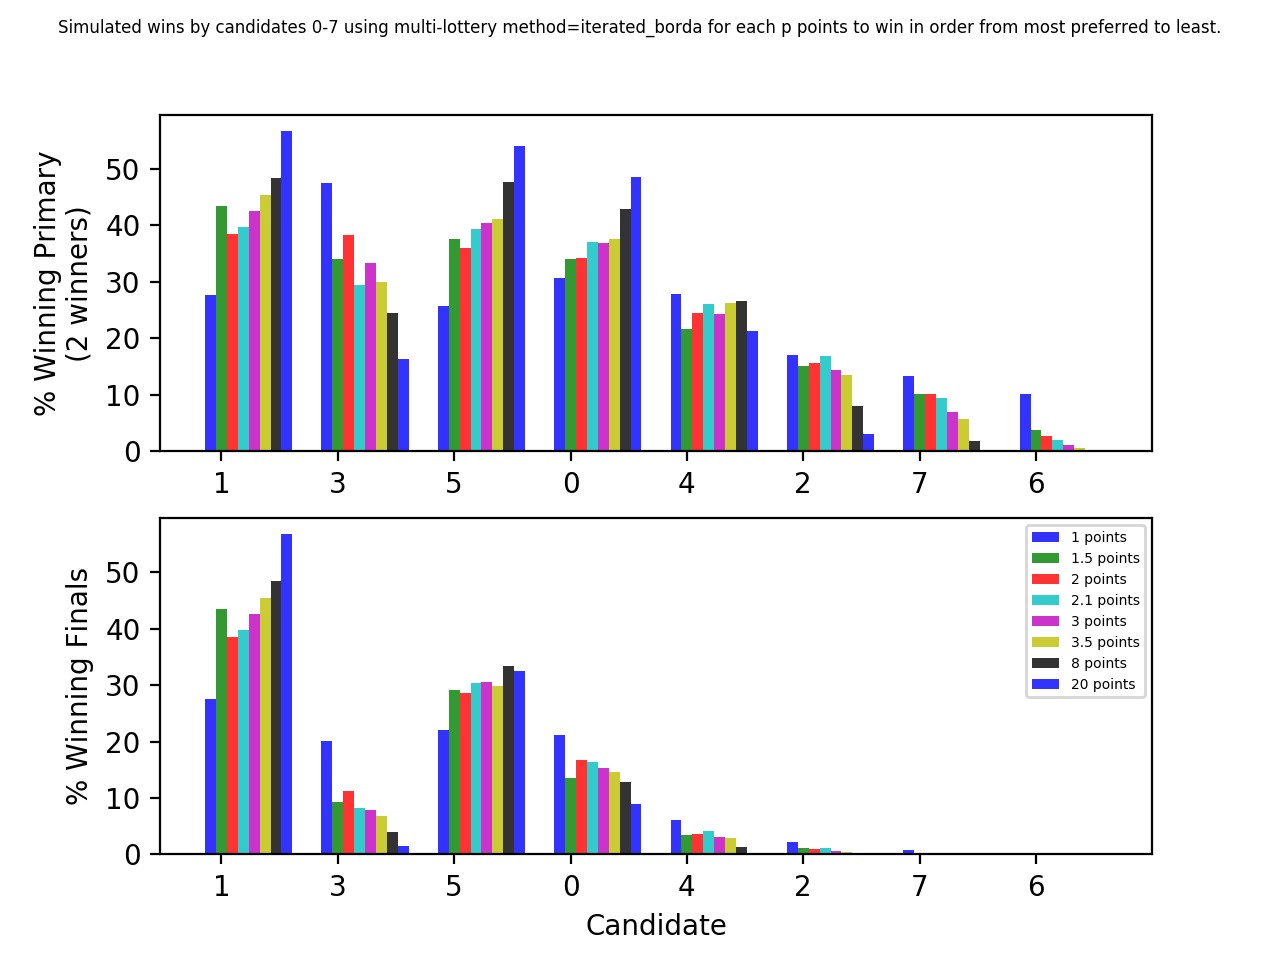 Simulated wins by candidates 0-7 using multi-lottery method=iterated_borda for each p points to win in order from most preferred to least.
% Winning Primary
(2 winners)
50
40
30
20
10
0
1 3 5 0 4 2 7 6
% Winning Finals
50
40
30
20
10
0
1 points
1.5 points
2 points
2.1 points
3 points
3.5 points
8 points
20 points
1 3 5 0 4 2 7 6
Candidate